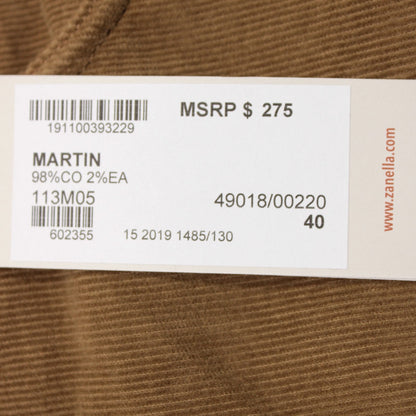 MSRP $ 275
191100393229
MARTIN
98%CO 2%EA
113M05
49018/00220
40
602355
15 2019 1485/130
www.zanella.com